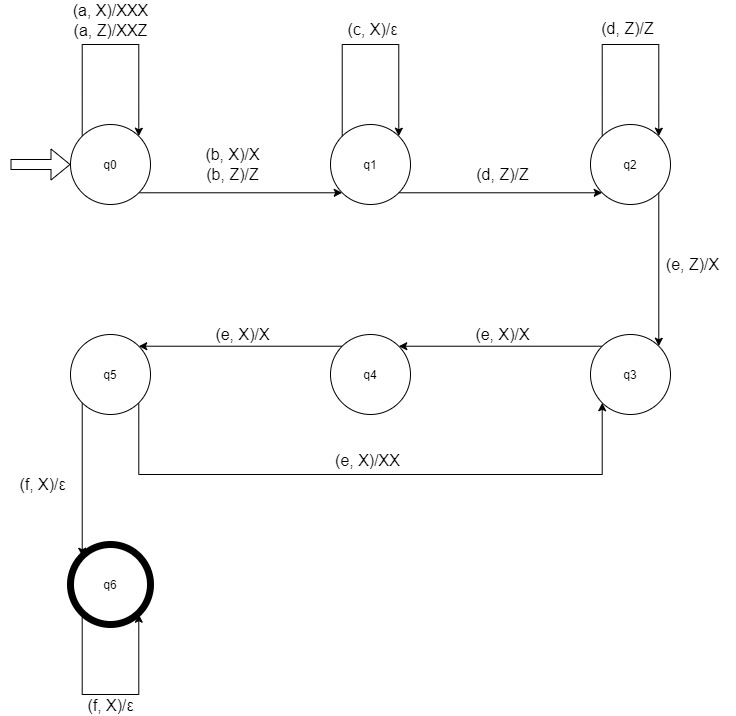 (a, X)/XXX
(a, Z)/XXZ
(c, X)/ε
(d, Z)/Z
q0
(b, X)/X
(b, Z)/Z
q1
(d, Z)/Z
q2
(e, Z)/X
q5
(e, X)/X
q4
(e, X)/X
q3
(e, X)/XX
(f, X)/ε
q6
(f, X)/ε